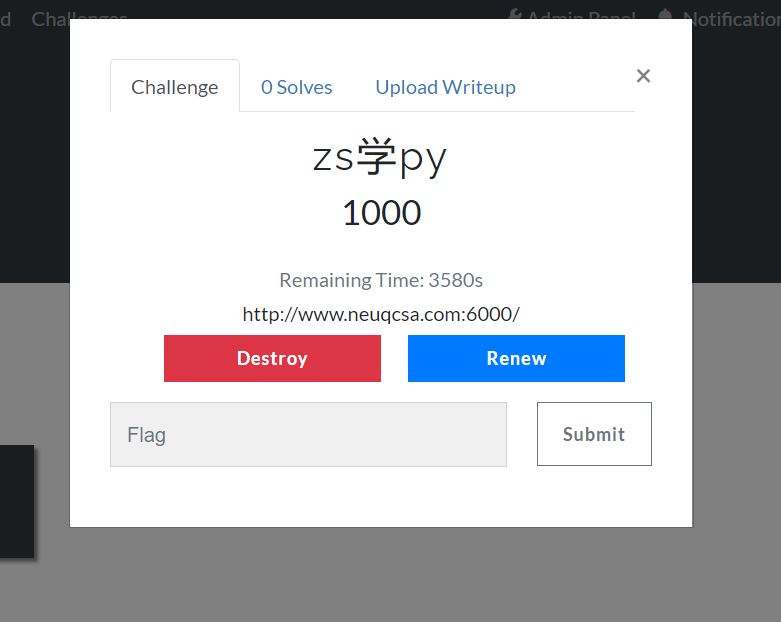 d Challenges Admin Panel Notification
Challenge 0 Solves Upload Writeup ×
zs学py
1000
Remaining Time: 3580s
http://www.neuqcsa.com:6000/
Destroy Renew
Flag Submit